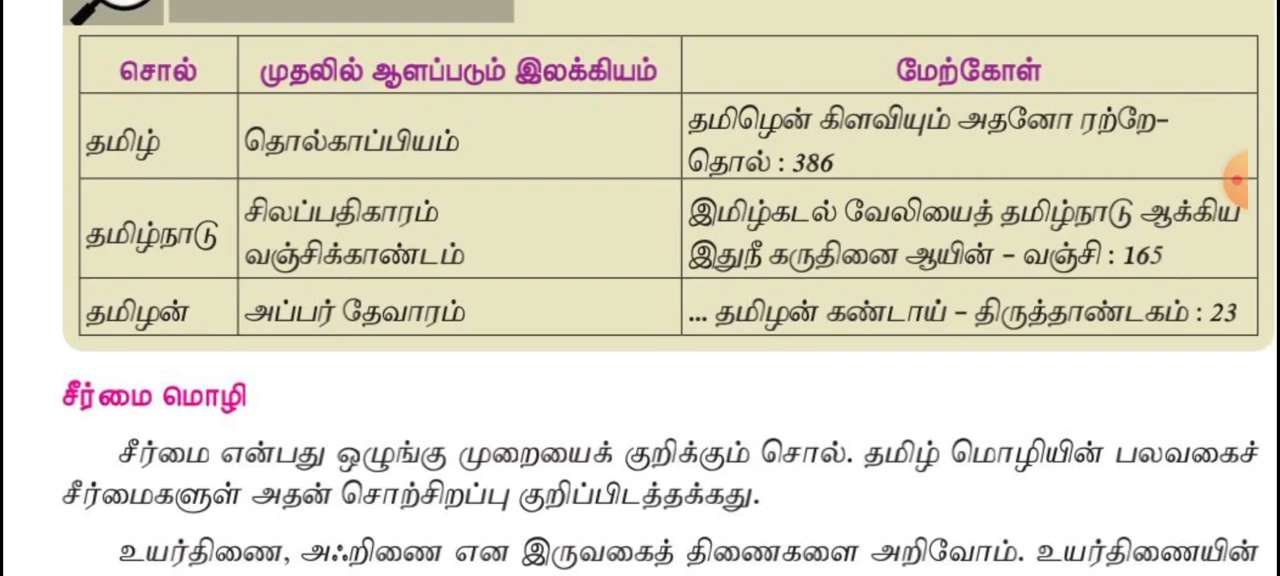 சொல் முதலில் ஆளப்படும் இலக்கியம் மேற்கோள்
தமிழ் தொல்காப்பியம் தமிழென் கிளவியும் அதனோ ரற்றே–
தொல் : 386
தமிழ்நாடு சிலப்பதிகாரம்
வஞ்சிக்காண்டம் இமிழ்கடல் வேலியைத் தமிழ்நாடு ஆக்கிய
இதுநீ கருதினை ஆயின் – வஞ்சி : 165
தமிழன் அப்பர் தேவாரம் ... தமிழன் கண்டாய் – திருத்தாண்டகம் : 23
சீர்மை மொழி
சீர்மை என்பது ஒழுங்கு முறையைக் குறிக்கும் சொல். தமிழ் மொழியின் பலவகைச்
சீர்மைகளுள் அதன் சொற்சிறப்பு குறிப்பிடத்தக்கது.
உயர்திணை, அஃறிணை என இருவகைத் திணைகளை அறிவோம். உயர்திணையின்